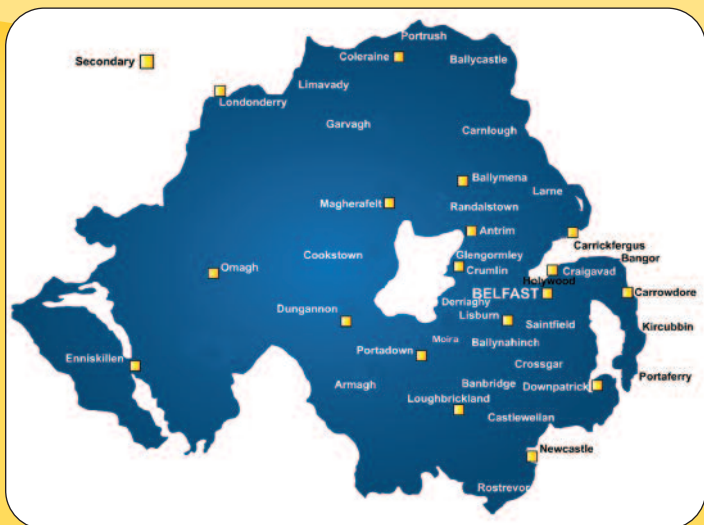 Portrush
Coleraine
Ballycastle
Secondary
Limavady
Londonderry
Garvagh
Carnlough
Ballymena
Larne
Magherafelt
Randalstown
Antrim
Carrickfergus
Cookstown
Glengormley
Bangor
Omagh
Crumlin
Craigavad
Holywood
BELFAST
Carrowdore
Derriaghy
Dungannon
Lisburn
Saintfield
Kircubbin
Moira
Ballynahinch
Portadown
Enniskillen
Crossgar
Portaferry
Armagh
Banbridge
Downpatrick
Loughbrickland
Castlewellan
Newcastle
Rostrevor